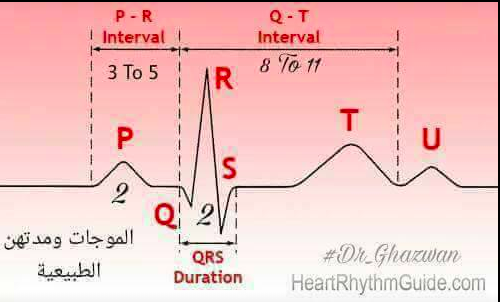 P - R
Interval
Q - T
Interval
3 To 5
8 To 11
R
P
S
T
U
2
Q
2
الموجات ومدتهن
الطبيعية
QRS
Duration
#Dr_Ghazwan
HeartRhythmGuide.com